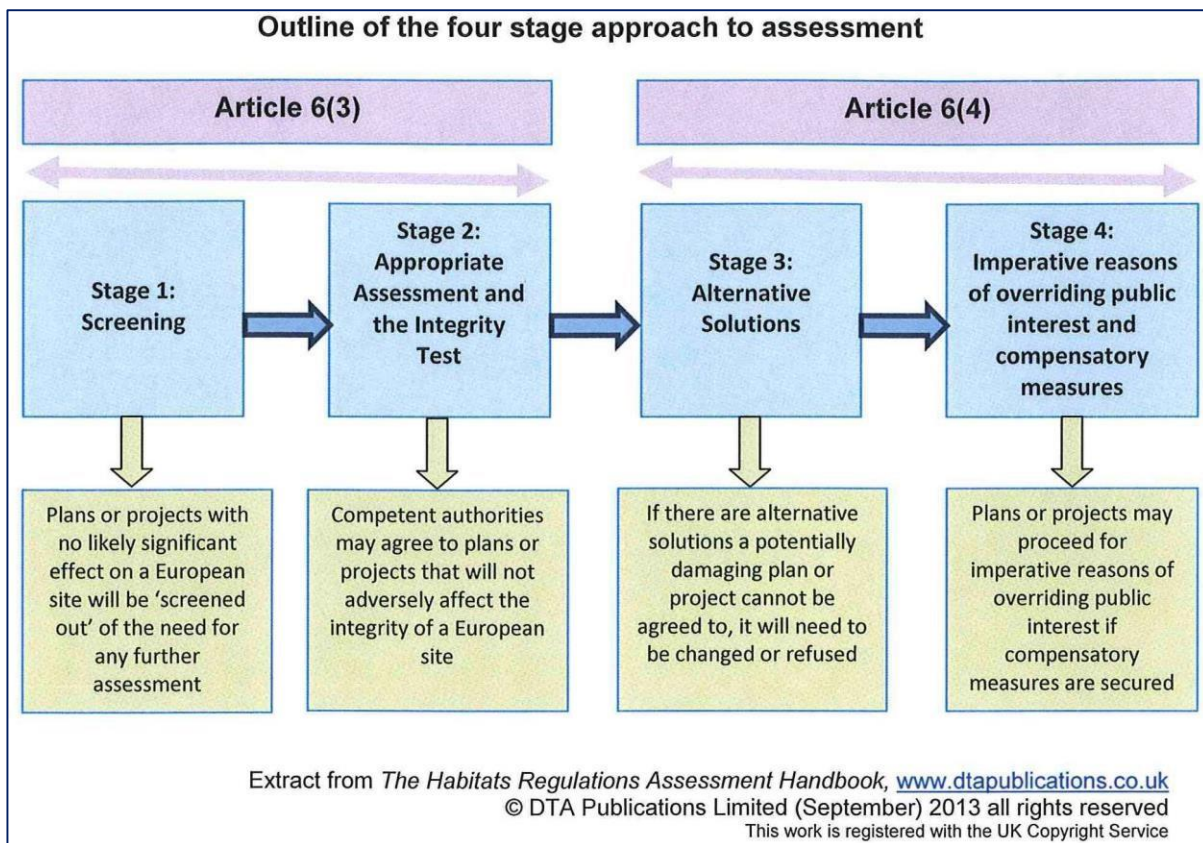 Outline of the four stage approach to assessment
Article 6(3)
Article 6(4)
Stage 1:
Screening
Stage 2:
Appropriate
Assessment and
the Integrity
Test
Stage 3:
Alternative
Solutions
Stage 4:
Imperative reasons
of overriding public
interest and
compensatory
measures
Plans or projects with
no likely significant
effect on a European
site will be ‘screened
out’ of the need for
any further
assessment
Competent authorities
may agree to plans or
projects that will not
adversely affect the
integrity of a European
site
If there are alternative
solutions a potentially
damaging plan or
project cannot be
agreed to, it will need to
be changed or refused
Plans or projects may
proceed for
imperative reasons of
overriding public
interest if
compensatory
measures are secured
Extract from The Habitats Regulations Assessment Handbook, www.dtapublications.co.uk
© DTA Publications Limited (September) 2013 all rights reserved
This work is registered with the UK Copyright Service